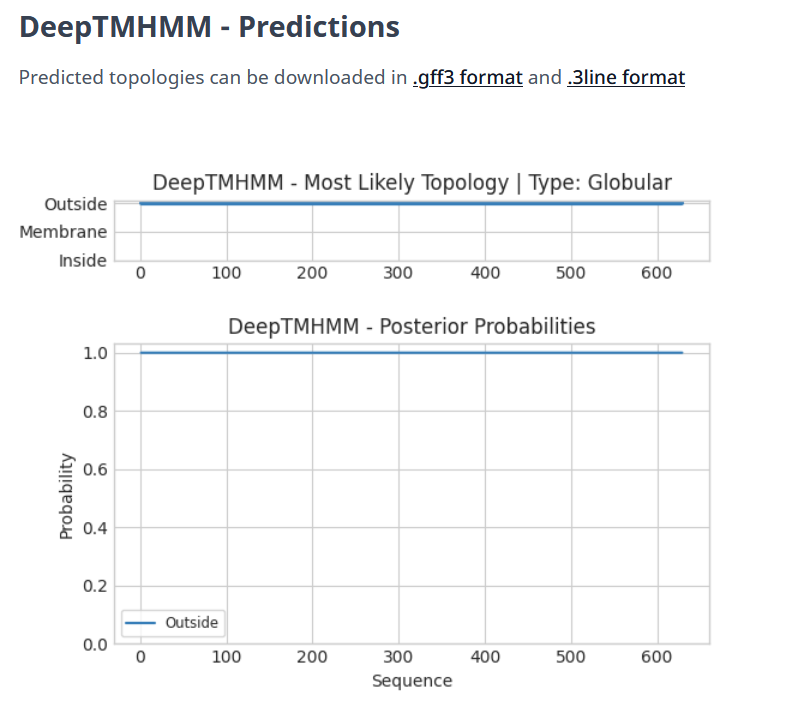 DeepTMHMM - Predictions
Predicted topologies can be downloaded in .gff3 format and .3line format
DeepTMHMM - Most Likely Topology | Type: Globular
Outside
Membrane
Inside
0 100 200 300 400 500 600
DeepTMHMM - Posterior Probabilities
1.0
0.8
0.6
0.4
0.2
0.0
Probability
Outside
0 100 200 300 400 500 600
Sequence